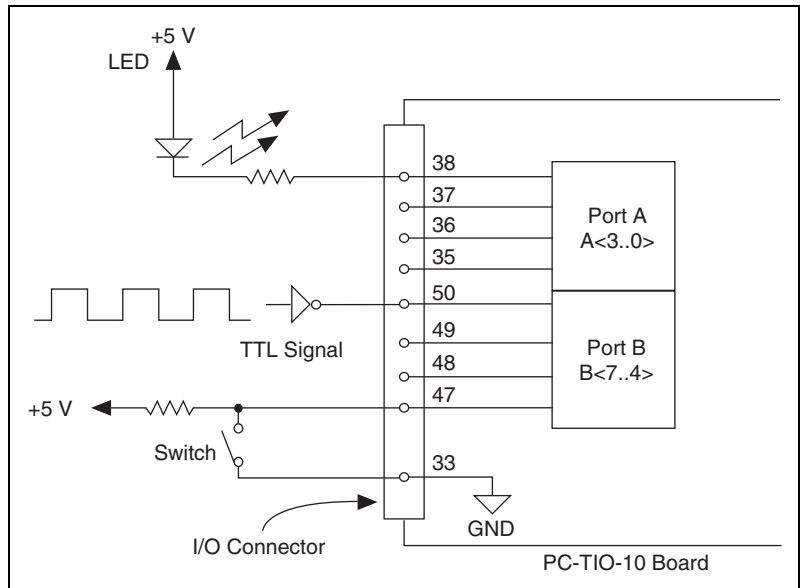 +5 V
LED
38
37
36
35
Port A
A<3..0>
50
49
48
47
Port B
B<7..4>
TTL Signal
+5 V
Switch
33
GND
I/O Connector
PC-TIO-10 Board